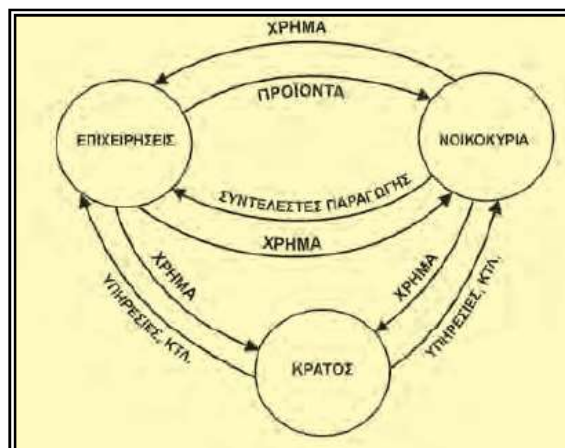 ΧΡΗΜΑ
ΠΡΟΪΟΝΤΑ
ΕΠΙΧΕΙΡΗΣΕΙΣ
ΝΟΙΚΟΚΥΡΙΑ
ΣΥΝΤΕΛΕΣΤΕΣ ΠΑΡΑΓΩΓΗΣ
ΧΡΗΜΑ
ΧΡΗΜΑ
ΧΡΗΜΑ
ΥΠΗΡΕΣΙΕΣ, ΚΤΛ.
ΥΠΗΡΕΣΙΕΣ, ΚΤΛ.
ΚΡΑΤΟΣ